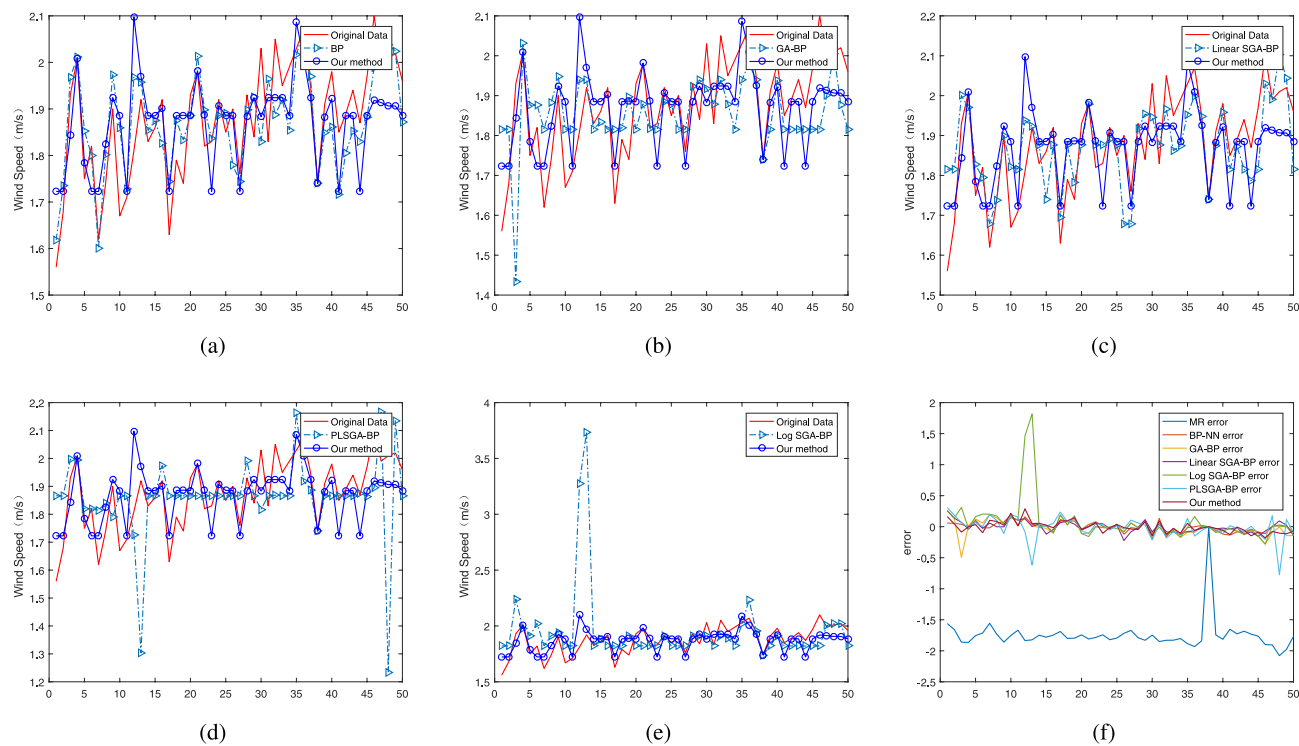 2.1
2
1.9
1.8
1.7
1.6
1.5
Wind Speed（m/s）
Original Data
BP
Our method
0 5 10 15 20 25 30 35 40 45 50
(a)
2.1
2
1.9
1.8
1.7
1.6
1.5
1.4
Wind Speed（m/s）
Original Data
GA-BP
Our method
0 5 10 15 20 25 30 35 40 45 50
(b)
2.2
2.1
2
1.9
1.8
1.7
1.6
1.5
Wind Speed（m/s）
Original Data
Linear SGA-BP
Our method
0 5 10 15 20 25 30 35 40 45 50
(c)
2.2
2.1
2
1.9
1.8
1.7
1.6
1.5
1.4
1.3
1.2
Wind Speed（m/s）
Original Data
PLSGA-BP
Our method
0 5 10 15 20 25 30 35 40 45 50
(d)
4
3.5
3
2.5
2
1.5
Wind Speed（m/s）
Original Data
Log SGA-BP
Our method
0 5 10 15 20 25 30 35 40 45 50
(e)
2
1.5
1
0.5
0
-0.5
-1
-1.5
-2
-2.5
error
MR error
BP-NN error
GA-BP error
Linear SGA-BP error
Log SGA-BP error
PLSGA-BP error
Our method
0 5 10 15 20 25 30 35 40 45 50
(f)